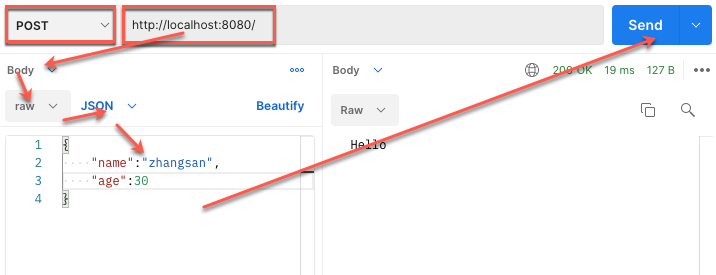 POST http://localhost:8080/ Send
Body
raw JSON Beautify
1 {
2 "name":"zhangsan",
3 "age":30
4 }
Body 200 OK 19 ms 127 B
Raw
Hello